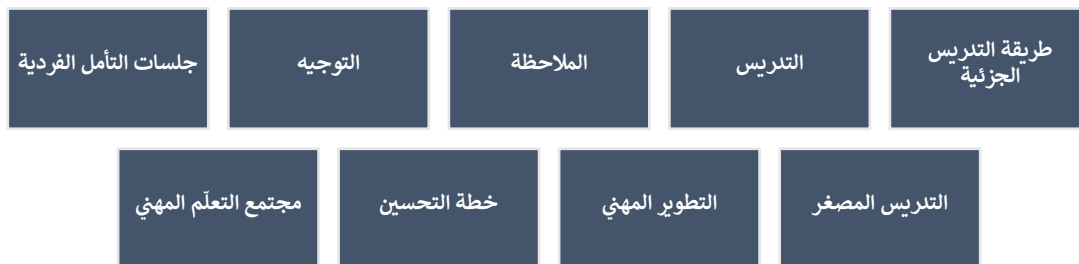 طريقة التدريس
الجزئية
التدريس
الملاحظة
التوجيه
جلسات التأمل الفردية
التدريس المصغر
التطوير المهني
خطة التحسين
مجتمع التعلّم المهني